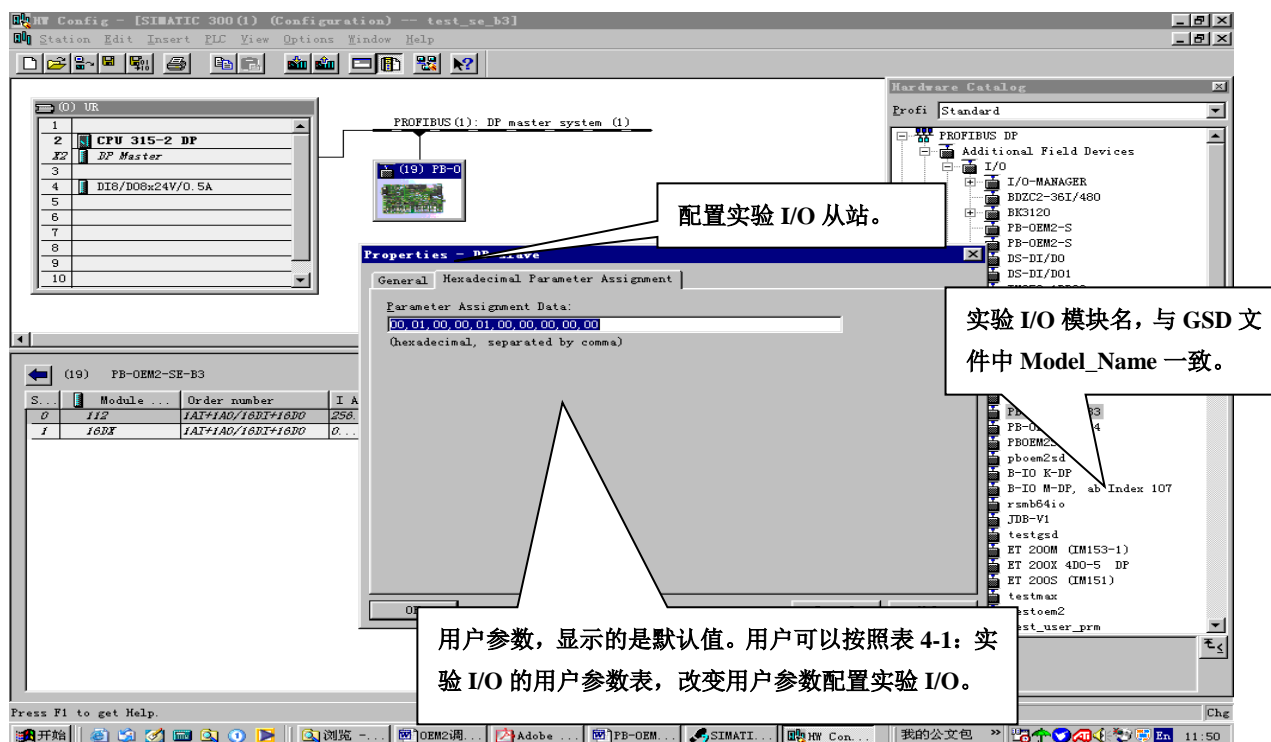 HW Config - [SIMATIC 300(1) (Configuration) -- test_se_b3]
Station Edit Insert PLC View Options Window Help
(0) UR
1
2 CPU 315-2 DP
X2 DP Master
3
4 DI8/DO8x24V/0.5A
5
6
7
8
9
10
PROFIBUS(1): DP master system (1)
(19) PB-O
配置实验 I/O 从站。
Hardware Catalog
Profi Standard
PROFIBUS DP
Additional Field Devices
I/O
I/O-MANAGER
BDZC2-36I/480
BK3120
PB-OEM2-S
PB-OEM2-S
DS-DI/DO
DS-DI/DO1
实验 I/O 模块名，与 GSD 文
件中 Model_Name 一致。
pboem2sd
B-IO K-DP
B-IO M-DP, ab Index 107
rsmb64io
JDB-V1
testgsd
ET 200M (IM153-1)
ET 200X 4DO-5 DP
ET 200S (IM151)
testmax
Properties - DP slave
General Hexadecimal Parameter Assignment
Parameter Assignment Data:
00,01,00,00,01,00,00,00,00,00
(hexadecimal, separated by comma)
用户参数，显示的是默认值。用户可以按照表 4-1：实
验 I/O 的用户参数表，改变用户参数配置实验 I/O。
(19) PB-OEM2-SE-B3
S... Module ... Order number I A
0 112 1AI+1AO/16DI+16DO 256.
1 16DX 1AI+1AO/16DI+16DO 0...
Press F1 to get Help.
Chg
开始 浏览 -... OEM2调... Adobe ... PB-OEM... SIMATI... HW Con... 我的公文包 » En 11:50